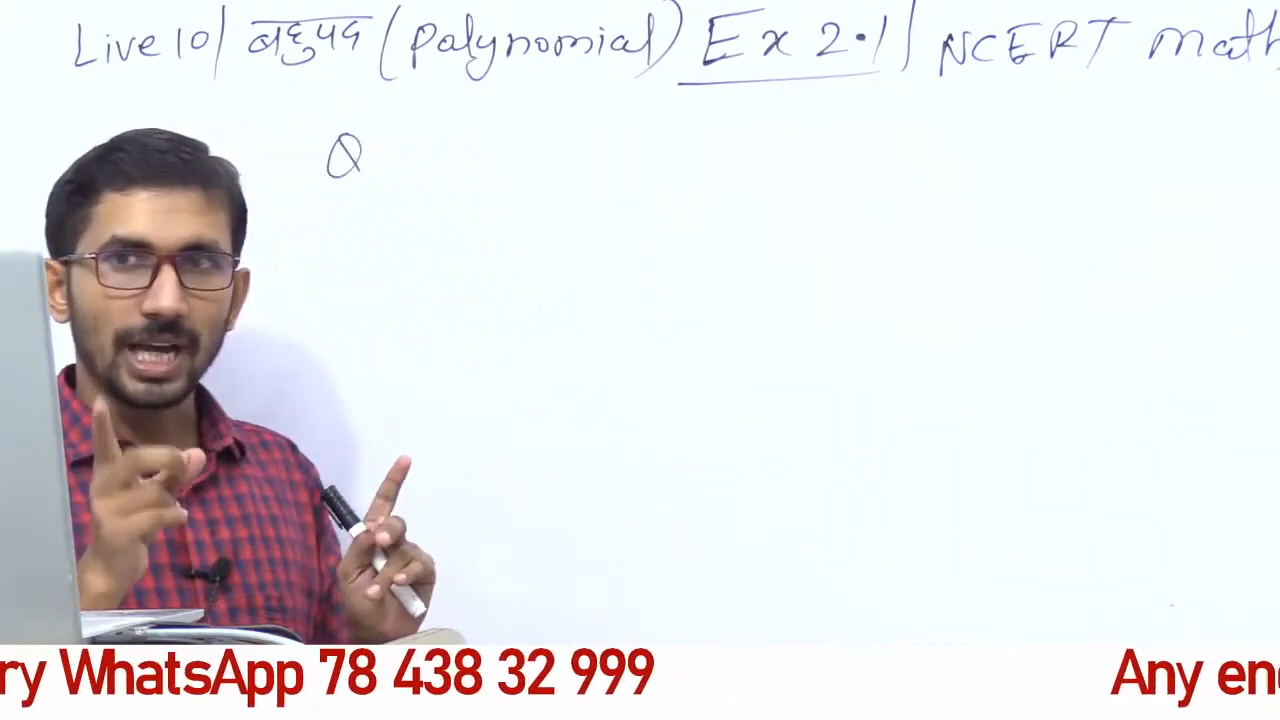 Live 10 | बहुपद (Polynomial) Ex 2.1 | NCERT math
Q
ry WhatsApp 78 438 32 999 Any en